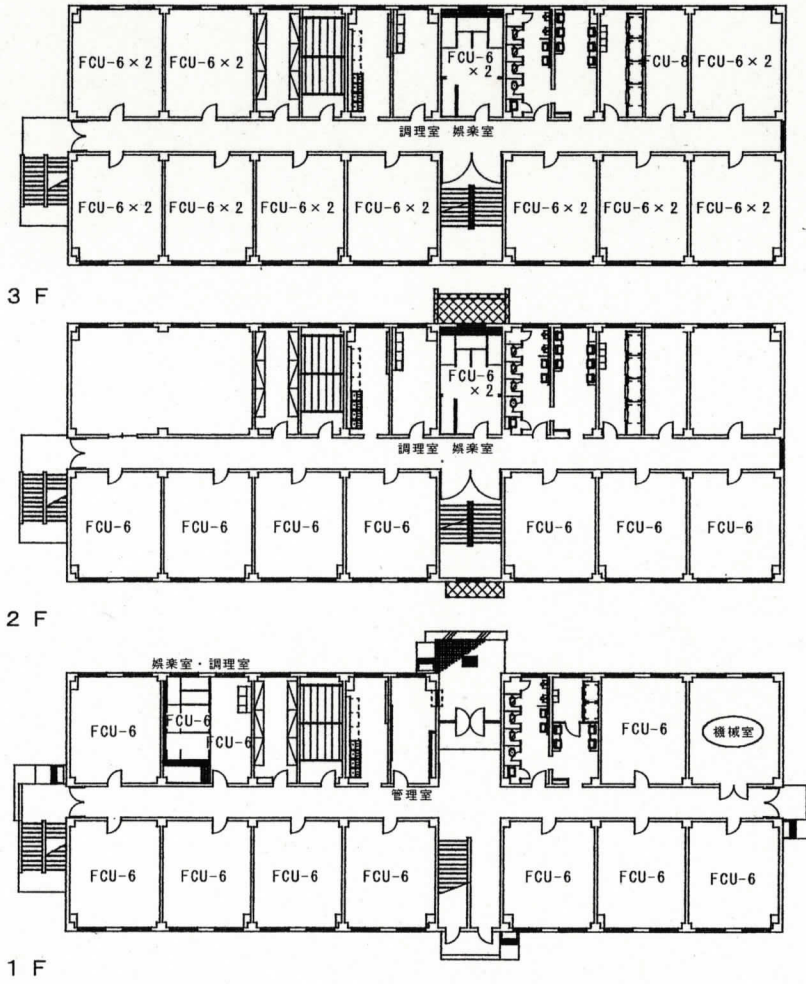 FCU-6×2 FCU-6×2 FCU-6 ×2 FCU-8 FCU-6×2
調理室 娯楽室
FCU-6×2 FCU-6×2 FCU-6×2 FCU-6×2 FCU-6×2 FCU-6×2 FCU-6×2
3 F
FCU-6
×2
調理室 娯楽室
FCU-6 FCU-6 FCU-6 FCU-6 FCU-6 FCU-6 FCU-6
2 F
娯楽室・調理室
FCU-6 FCU-6 FCU-6 FCU-6 機械室
管理室
FCU-6 FCU-6 FCU-6 FCU-6 FCU-6 FCU-6 FCU-6
1 F